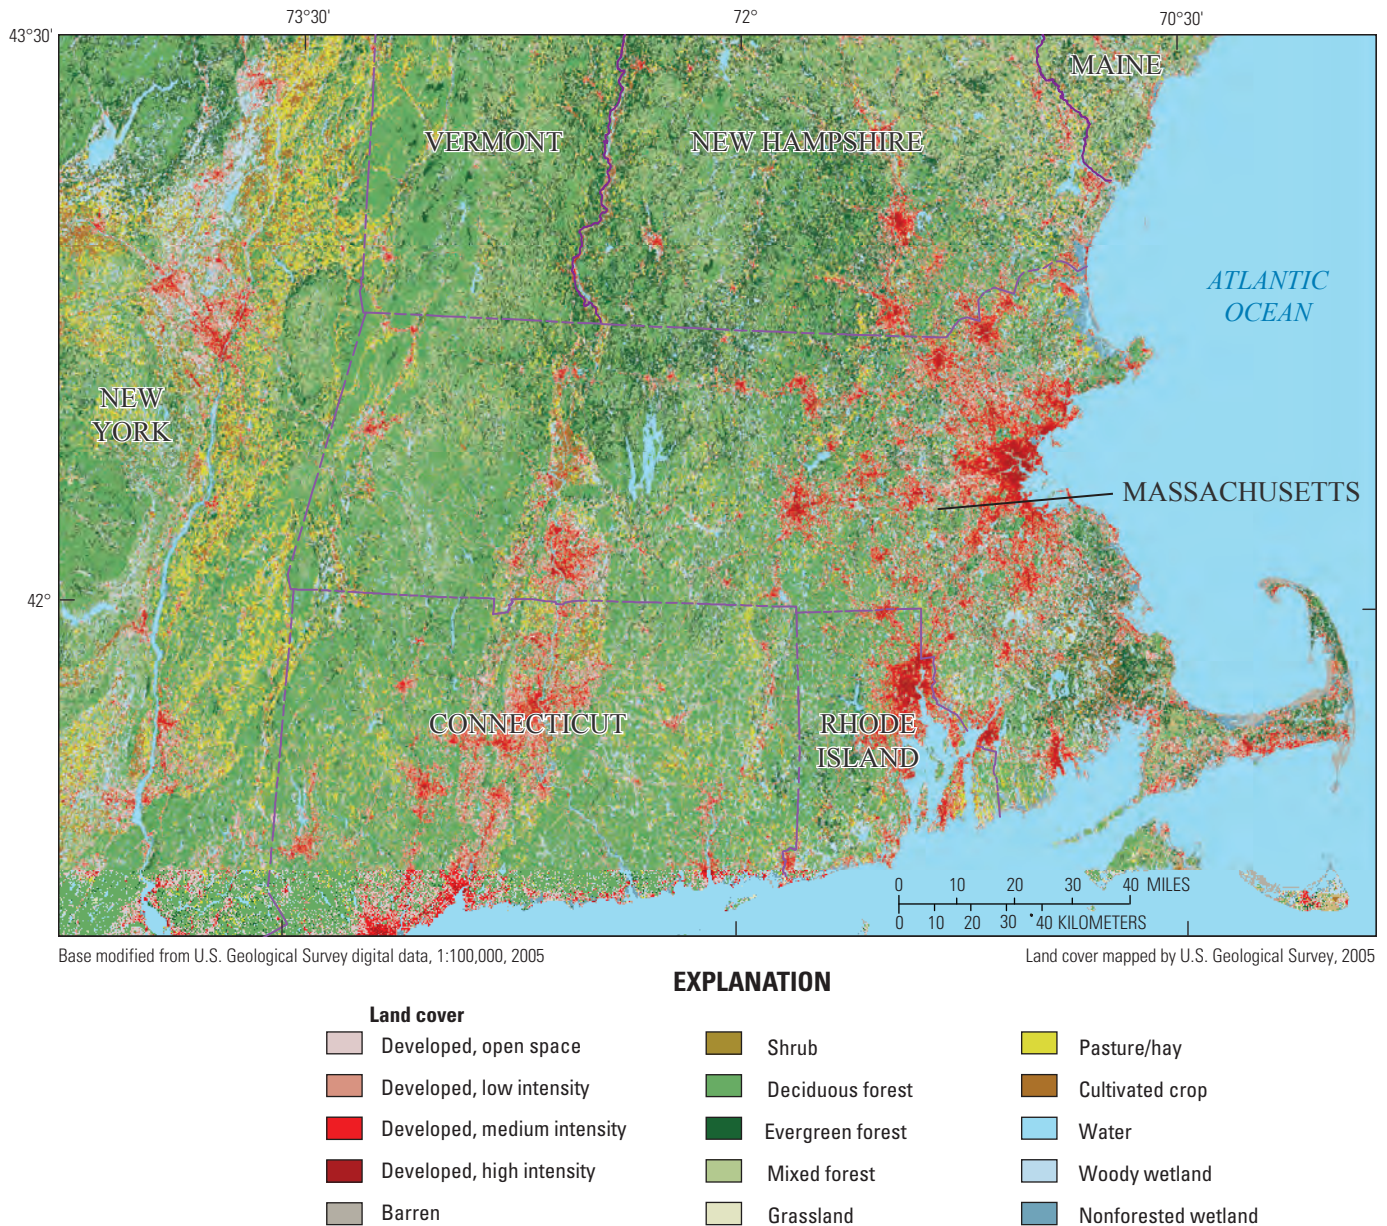 73°30'
72°
70°30'
43°30'
MAINE
VERMONT
NEW HAMPSHIRE
ATLANTIC
OCEAN
NEW
YORK
MASSACHUSETTS
42°
CONNECTICUT
RHODE
ISLAND
0 10 20 30 40 MILES
0 10 20 30 40 KILOMETERS
Base modified from U.S. Geological Survey digital data, 1:100,000, 2005
Land cover mapped by U.S. Geological Survey, 2005
EXPLANATION
Land cover
Developed, open space
Developed, low intensity
Developed, medium intensity
Developed, high intensity
Barren
Shrub
Deciduous forest
Evergreen forest
Mixed forest
Grassland
Pasture/hay
Cultivated crop
Water
Woody wetland
Nonforested wetland